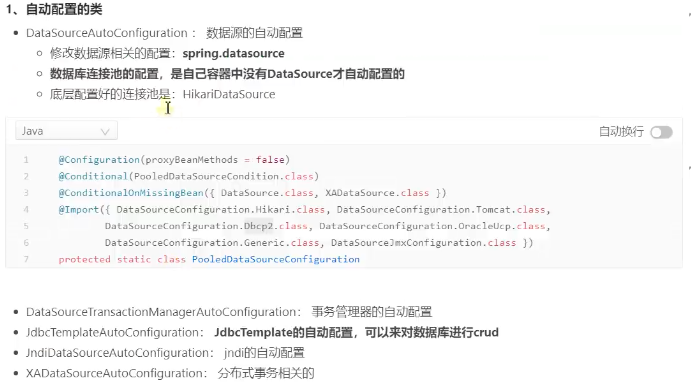 1、自动配置的类
DataSourceAutoConfiguration ： 数据源的自动配置
修改数据源相关的配置：spring.datasource
数据库连接池的配置，是自己容器中没有DataSource才自动配置的
底层配置好的连接池是：HikariDataSource
Java 自动换行
1 @Configuration(proxyBeanMethods = false)
2 @Conditional(PooledDataSourceCondition.class)
3 @ConditionalOnMissingBean({ DataSource.class, XADataSource.class })
4 @Import({ DataSourceConfiguration.Hikari.class, DataSourceConfiguration.Tomcat.class,
5 DataSourceConfiguration.Dbcp2.class, DataSourceConfiguration.OracleUcp.class,
6 DataSourceConfiguration.Generic.class, DataSourceJmxConfiguration.class })
7 protected static class PooledDataSourceConfiguration
DataSourceTransactionManagerAutoConfiguration： 事务管理器的自动配置
JdbcTemplateAutoConfiguration： JdbcTemplate的自动配置，可以来对数据库进行crud
JndiDataSourceAutoConfiguration： jndi的自动配置
XADataSourceAutoConfiguration： 分布式事务相关的